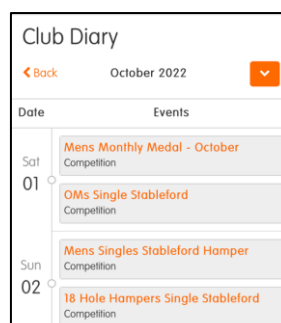 Club Diary
Back
October 2022
Date Events
Sat
01
Mens Monthly Medal - October
Competition
OMs Single Stableford
Competition
Sun
02
Mens Singles Stableford Hamper
Competition
18 Hole Hampers Single Stableford
Competition